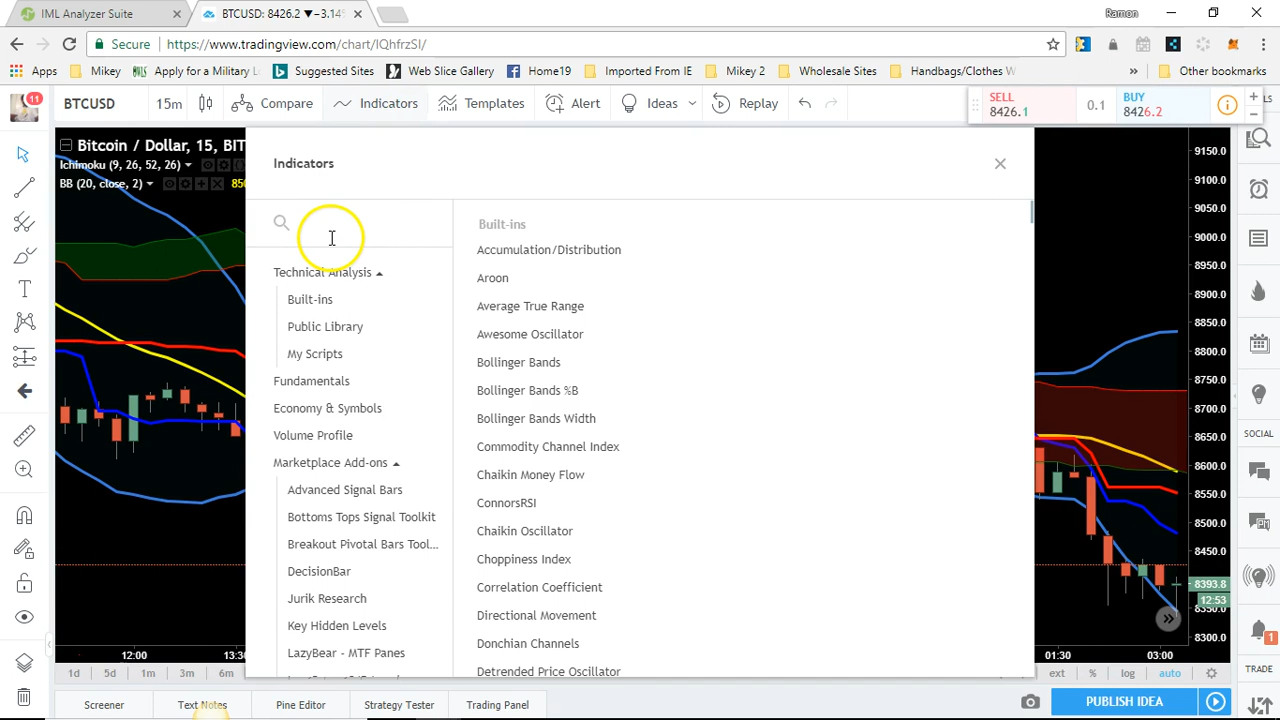 IML Analyzer Suite
BTCUSD: 8426.2 ▼−3.14%
Ramon
Secure
https://www.tradingview.com/chart/IQhfrzSI/
Apps
Mikey
Apply for a Military L
Suggested Sites
Web Slice Gallery
Home19
Imported From IE
Mikey 2
Wholesale Sites
Handbags/Clothes W
»
Other bookmarks
11
BTCUSD
15m
Compare
Indicators
Templates
Alert
Ideas
Replay
SELL
8426.1
0.1
BUY
8426.2
Bitcoin / Dollar, 15, BIT
Ichimoku (9, 26, 52, 26)
BB (20, close, 2)
850
Indicators
Technical Analysis
Built-ins
Public Library
My Scripts
Fundamentals
Economy & Symbols
Volume Profile
Marketplace Add-ons
Advanced Signal Bars
Bottoms Tops Signal Toolkit
Breakout Pivotal Bars Tool...
DecisionBar
Jurik Research
Key Hidden Levels
LazyBear - MTF Panes
Built-ins
Accumulation/Distribution
Aroon
Average True Range
Awesome Oscillator
Bollinger Bands
Bollinger Bands %B
Bollinger Bands Width
Commodity Channel Index
Chaikin Money Flow
ConnorsRSI
Chaikin Oscillator
Choppiness Index
Correlation Coefficient
Directional Movement
Donchian Channels
Detrended Price Oscillator
9150.0
9100.0
9050.0
9000.0
8950.0
8900.0
8850.0
8800.0
8750.0
8700.0
8650.0
8600.0
8550.0
8500.0
8450.0
8393.8
12:53
8350.0
8300.0
SOCIAL
1
TRADE
12:00
13:30
01:30
03:00
1d
5d
1m
3m
6m
ext
%
log
auto
Screener
Text Notes
Pine Editor
Strategy Tester
Trading Panel
PUBLISH IDEA